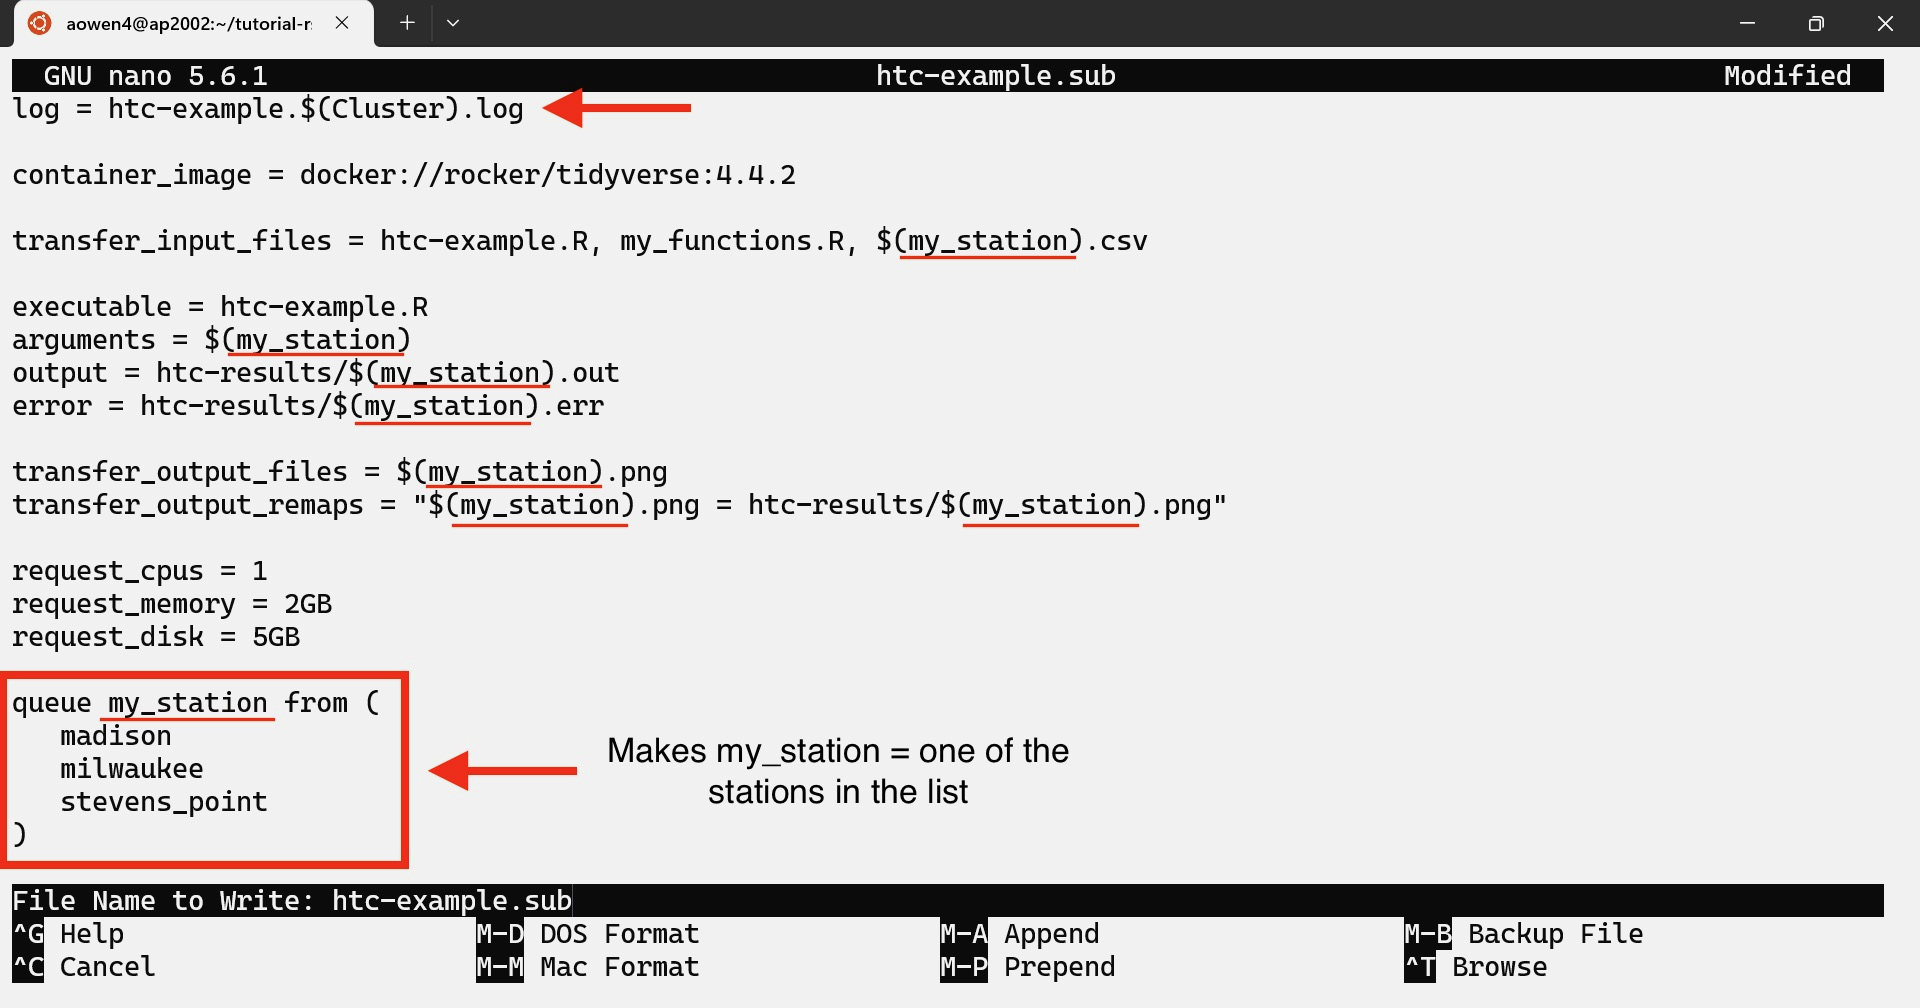 aowen4@ap2002:~/tutorial-r
GNU nano 5.6.1 htc-example.sub Modified
log = htc-example.$(Cluster).log
container_image = docker://rocker/tidyverse:4.4.2
transfer_input_files = htc-example.R, my_functions.R, $(my_station).csv
executable = htc-example.R
arguments = $(my_station)
output = htc-results/$(my_station).out
error = htc-results/$(my_station).err
transfer_output_files = $(my_station).png
transfer_output_remaps = "$(my_station).png = htc-results/$(my_station).png"
request_cpus = 1
request_memory = 2GB
request_disk = 5GB
queue my_station from (
madison
milwaukee
stevens_point
)
Makes my_station = one of the
stations in the list
File Name to Write: htc-example.sub
^G Help M-D DOS Format M-A Append M-B Backup File
^C Cancel M-M Mac Format M-P Prepend ^T Browse